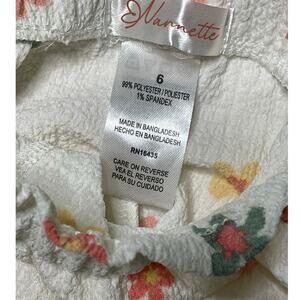 Nannette
6
99% POLYESTER / POLIESTER
1% SPANDEX
MADE IN BANGLADESH
HECHO EN BANGLADESH
RN16435
CARE ON REVERSE
VEA EL REVERSO
PARA SU CUIDADO